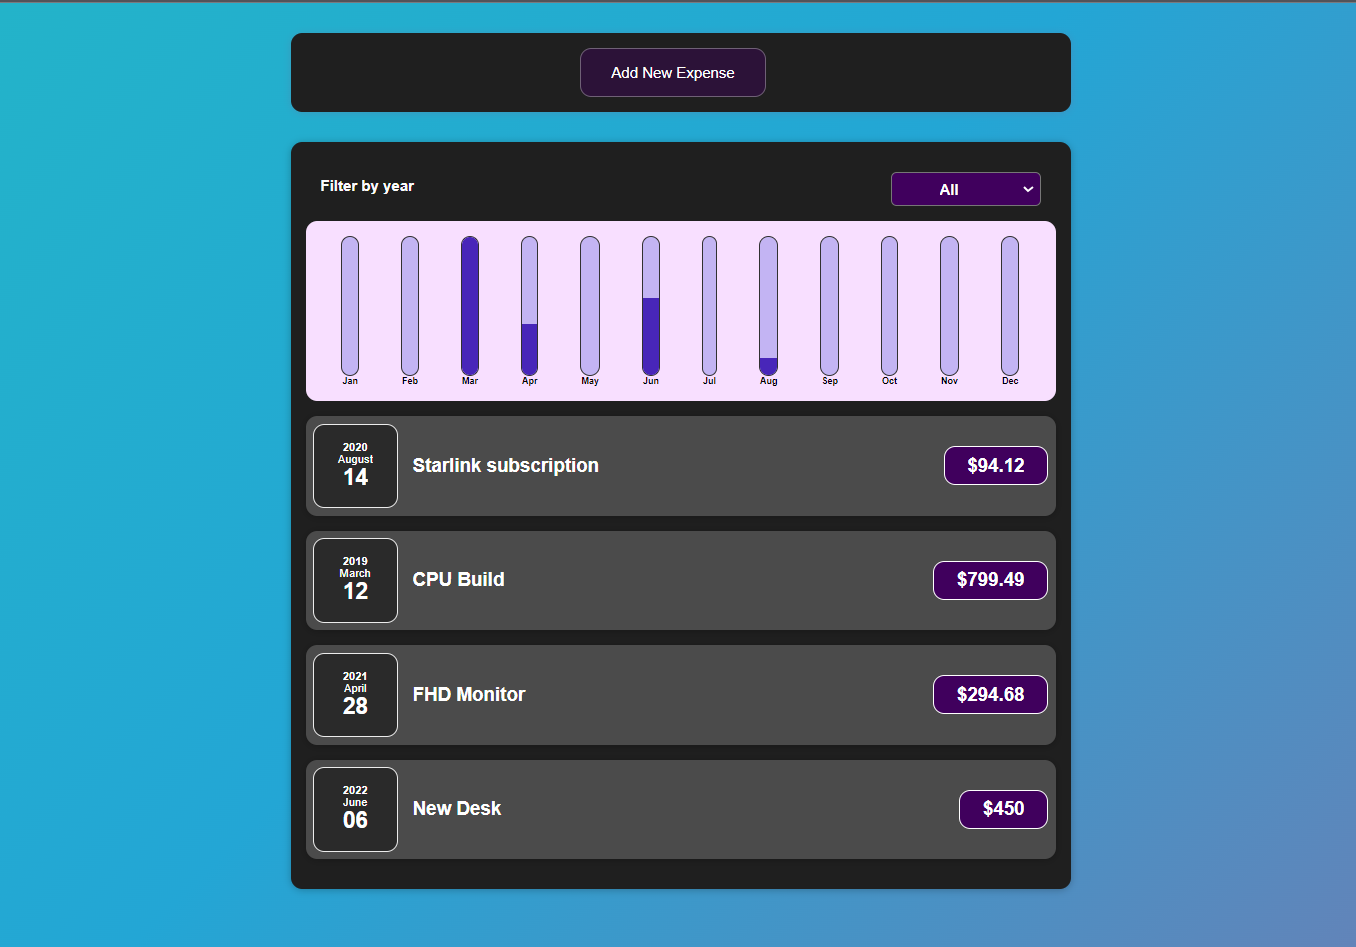 Add New Expense
Filter by year
All
Jan Feb Mar Apr May Jun Jul Aug Sep Oct Nov Dec
2020
August
14
Starlink subscription
$94.12
2019
March
12
CPU Build
$799.49
2021
April
28
FHD Monitor
$294.68
2022
June
06
New Desk
$450